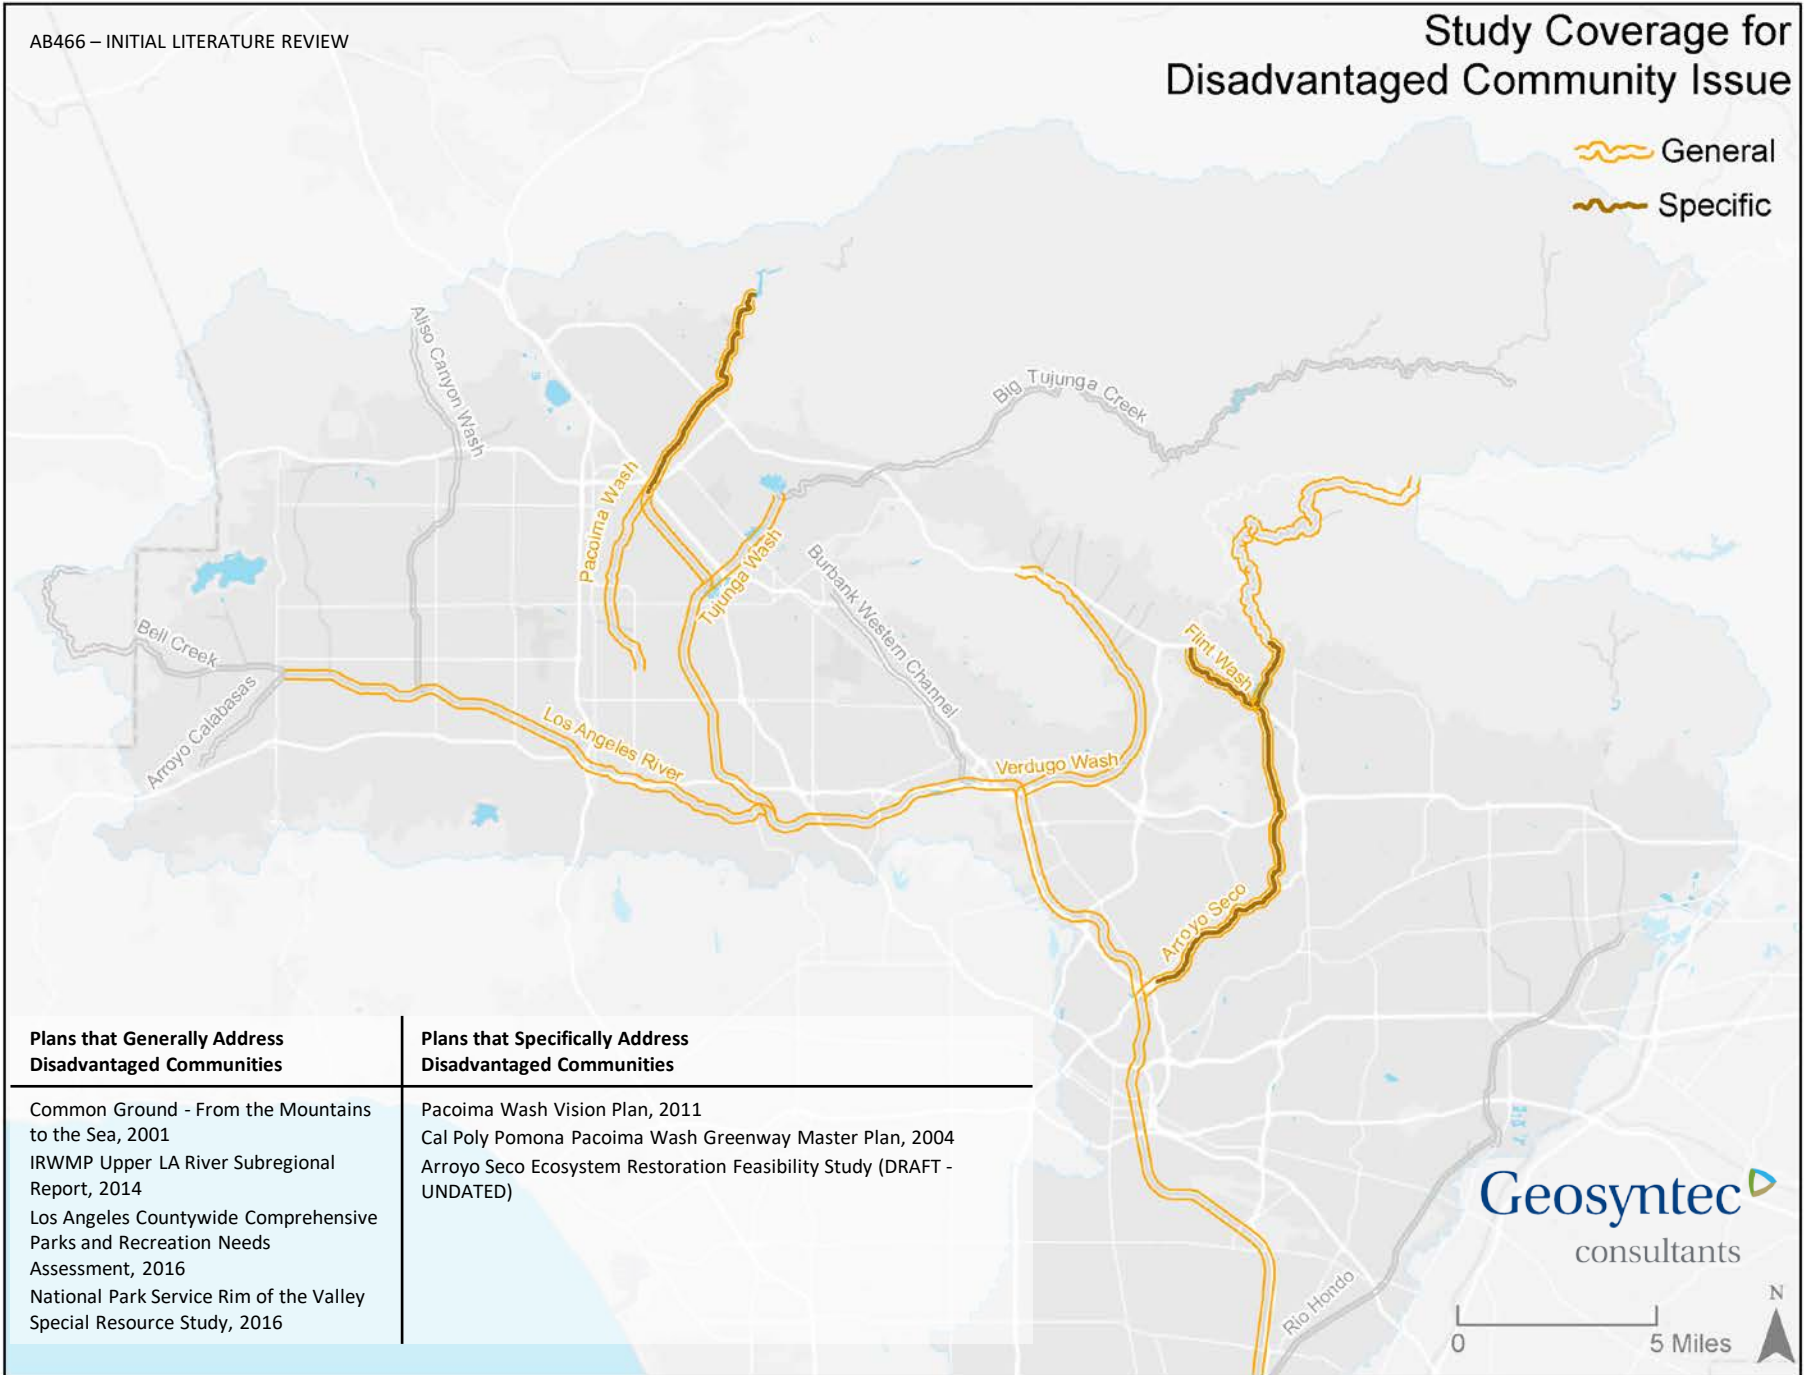 AB466 – INITIAL LITERATURE REVIEW
Study Coverage for
Disadvantaged Community Issue
General
Specific
Aliso Canyon Wash
Big Tujunga Creek
Pacoima Wash
Tujunga Wash
Burbank Western Channel
Bell Creek
Arroyo Calabasas
Los Angeles River
Verdugo Wash
Flint Wash
Arroyo Seco
Rio Hondo
Plans that Generally Address
Disadvantaged Communities
Common Ground - From the Mountains
to the Sea, 2001
IRWMP Upper LA River Subregional
Report, 2014
Los Angeles Countywide Comprehensive
Parks and Recreation Needs
Assessment, 2016
National Park Service Rim of the Valley
Special Resource Study, 2016
Plans that Specifically Address
Disadvantaged Communities
Pacoima Wash Vision Plan, 2011
Cal Poly Pomona Pacoima Wash Greenway Master Plan, 2004
Arroyo Seco Ecosystem Restoration Feasibility Study (DRAFT -
UNDATED)
Geosyntec
consultants
N
0 5 Miles